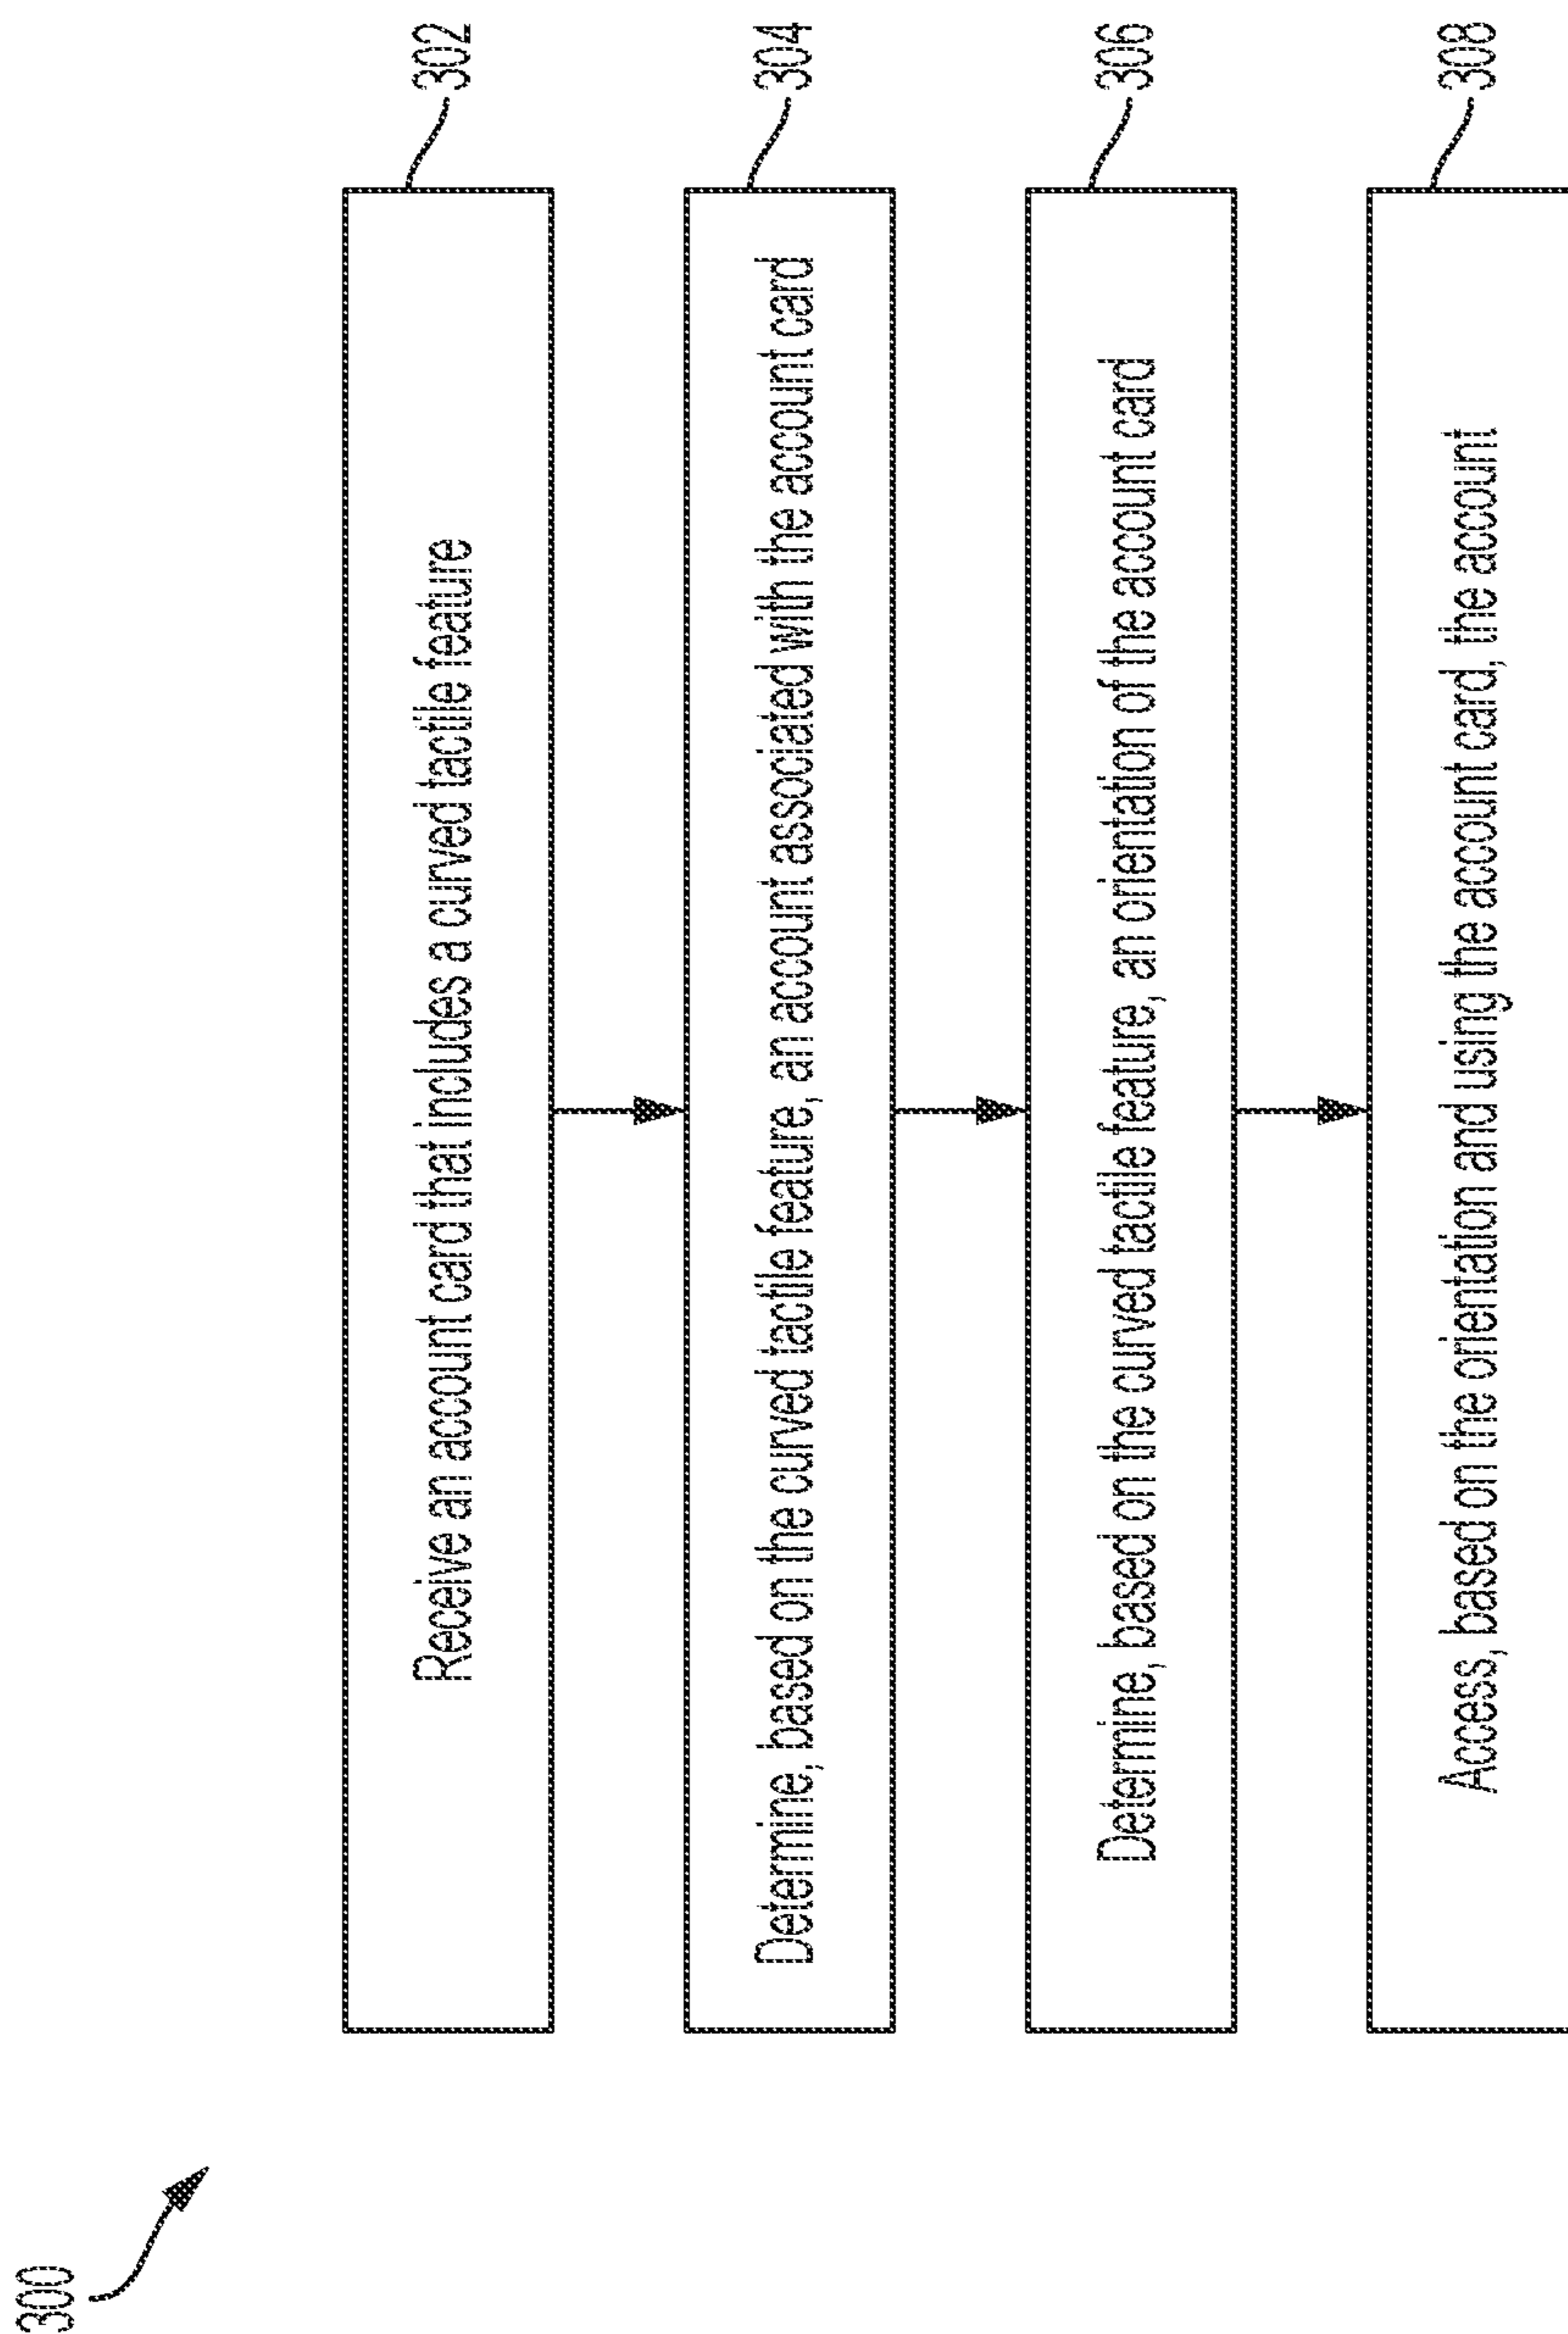 300
Receive an account card that includes a curved tactile feature
302
Determine, based on the curved tactile feature, an account associated with the account card
304
Determine, based on the curved tactile feature, an orientation of the account card
306
Access, based on the orientation and using the account card, the account
308